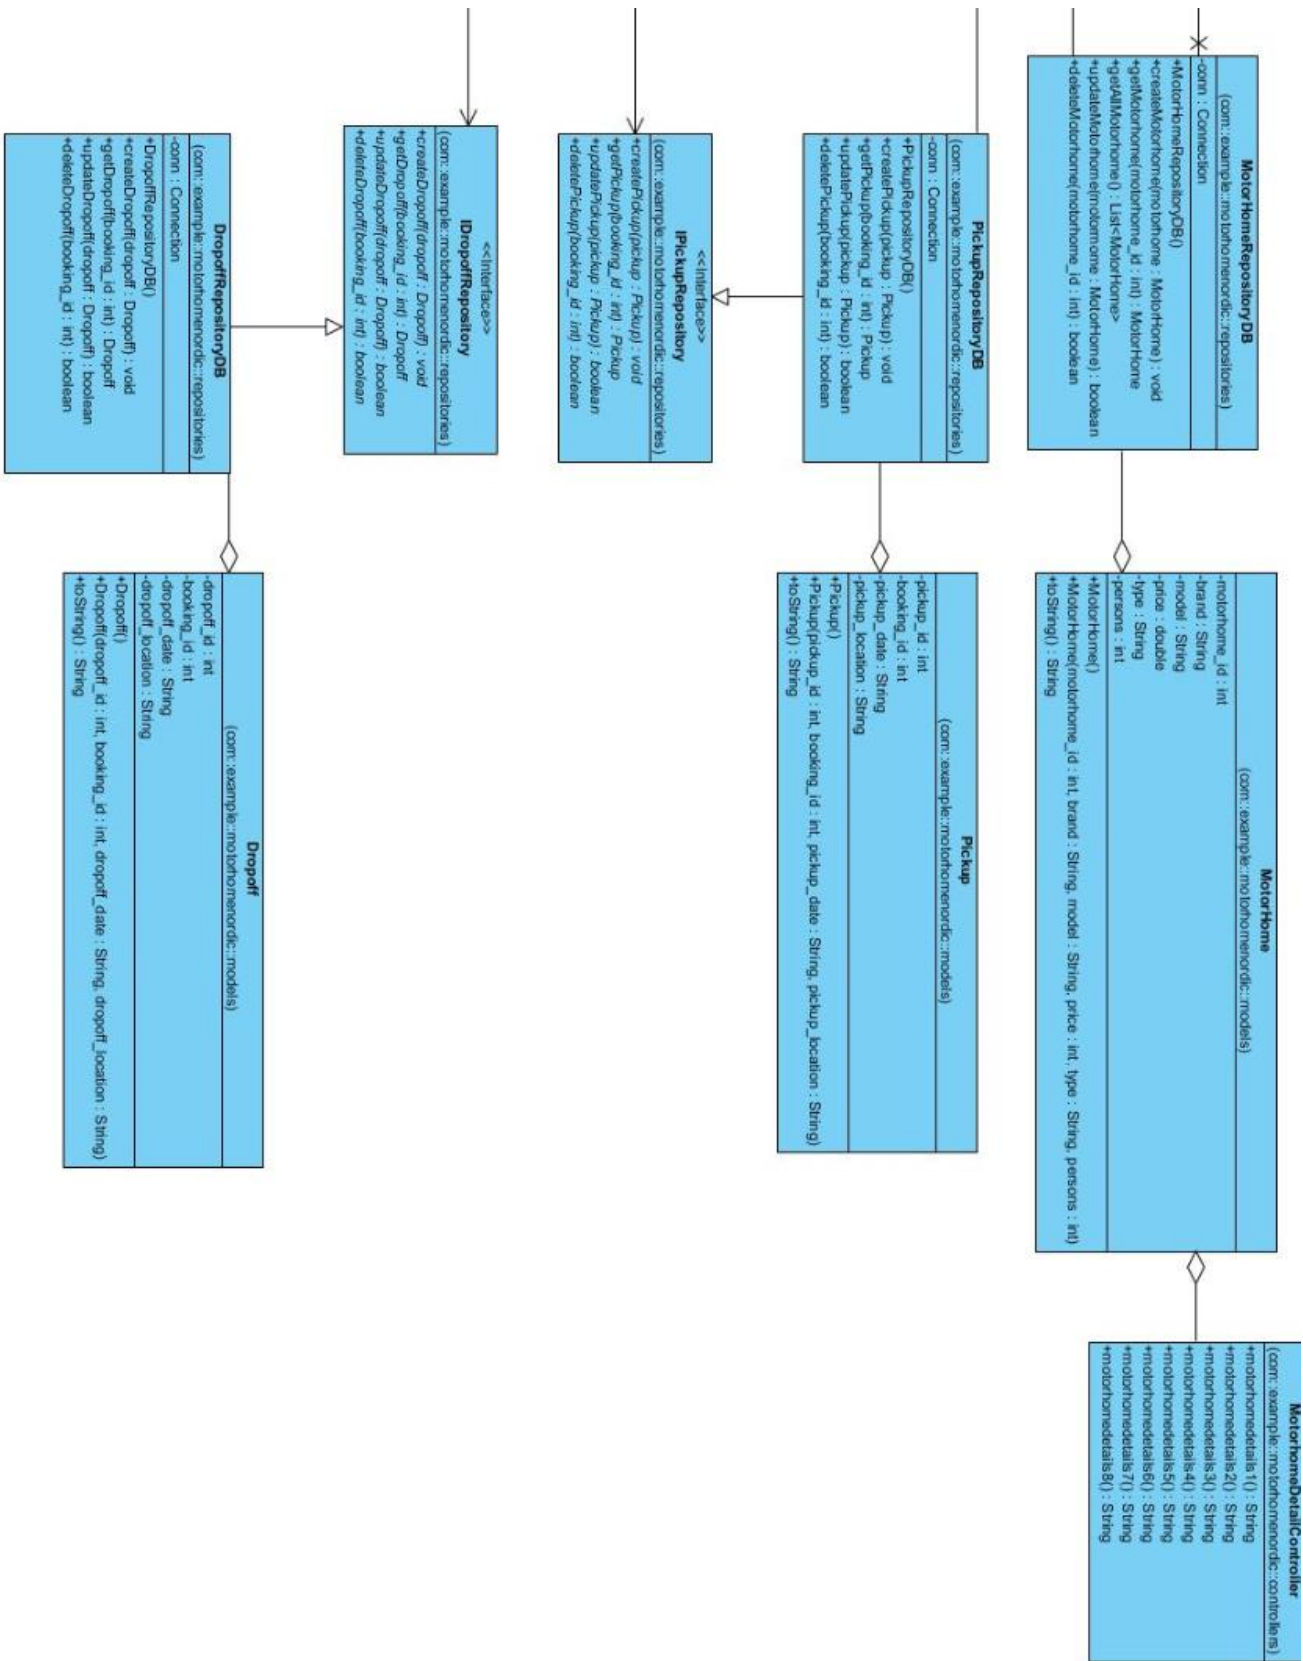 MotorHomeRepositoryDB
(com::example::motorhomenordic::repositories)
-conn : Connection
+MotorHomeRepositoryDB()
+createMotorhome(motorhome : MotorHome) : void
+getMotorhome(motorhome_id : int) : MotorHome
+getAllMotorhome() : List<MotorHome>
+updateMotorhome(motormome : MotorHome) : boolean
+deleteMotorhome(motorhome_id : int) : boolean
MotorHome
(com::example::motorhomenordic::models)
-motorhome_id : int
-brand : String
-model : String
-price : double
-type : String
-persons : int
+MotorHome()
+MotorHome(motorhome_id : int, brand : String, model : String, price : int, type : String, persons : int)
+toString() : String
MotorhomeDetailController
(com::example::motorhomenordic::controllers)
+motorhomedetails1() : String
+motorhomedetails2() : String
+motorhomedetails3() : String
+motorhomedetails4() : String
+motorhomedetails5() : String
+motorhomedetails6() : String
+motorhomedetails7() : String
+motorhomedetails8() : String
PickupRepositoryDB
(com::example::motorhomenordic::repositories)
-conn : Connection
+PickupRepositoryDB()
+createPickup(pickup : Pickup) : void
+getPickup(booking_id : int) : Pickup
+updatePickup(pickup : Pickup) : boolean
+deletePickup(booking_id : int) : boolean
Pickup
(com::example::motorhomenordic::models)
-pickup_id : int
-booking_id : int
-pickup_date : String
-pickup_location : String
+Pickup()
+Pickup(pickup_id : int, booking_id : int, pickup_date : String, pickup_location : String)
+toString() : String
<<Interface>>
IPickupRepository
(com::example::motorhomenordic::repositories)
+createPickup(pickup : Pickup) : void
+getPickup(booking_id : int) : Pickup
+updatePickup(pickup : Pickup) : boolean
+deletePickup(booking_id : int) : boolean
<<Interface>>
IDropoffRepository
(com::example::motorhomenordic::repositories)
+createDropoff(dropoff : Dropoff) : void
+getDropoff(booking_id : int) : Dropoff
+updateDropoff(dropoff : Dropoff) : boolean
+deleteDropoff(booking_id : int) : boolean
DropoffRepositoryDB
(com::example::motorhomenordic::repositories)
-conn : Connection
+DropoffRepositoryDB()
+createDropoff(dropoff : Dropoff) : void
+getDropoff(booking_id : int) : Dropoff
+updateDropoff(dropoff : Dropoff) : boolean
+deleteDropoff(booking_id : int) : boolean
Dropoff
(com::example::motorhomenordic::models)
-dropoff_id : int
-booking_id : int
-dropoff_date : String
-dropoff_location : String
+Dropoff()
+Dropoff(dropoff_id : int, booking_id : int, dropoff_date : String, dropoff_location : String)
+toString() : String